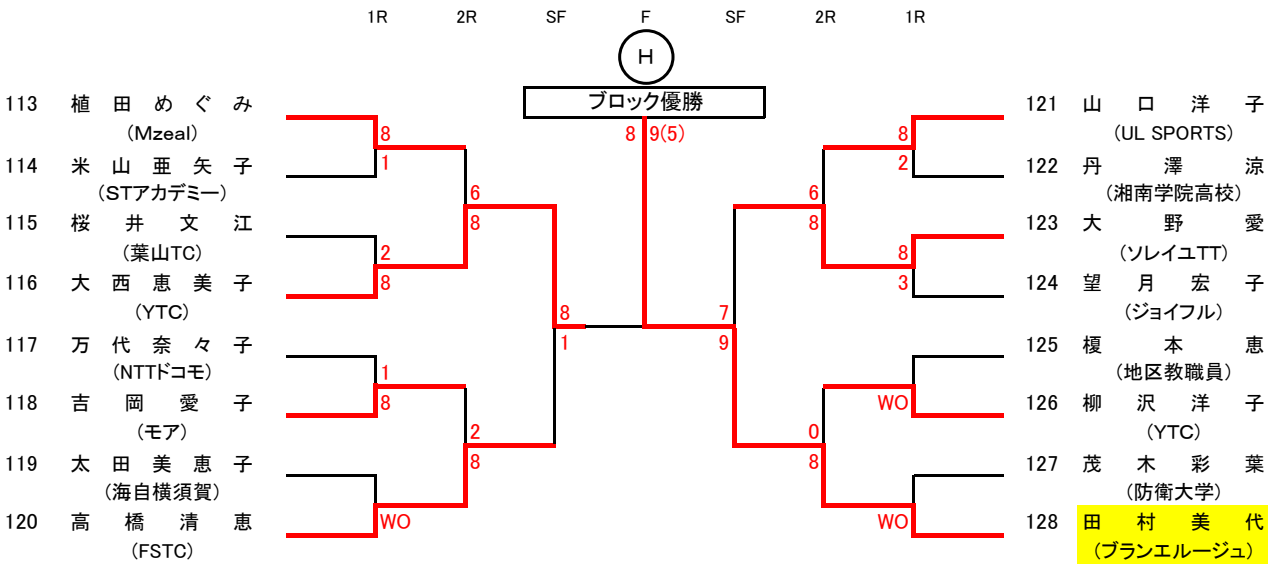 1R 2R SF F SF 2R 1R
H
ブロック優勝
8 9(5)
113 植田めぐみ
(Mzeal)
8
1
114 米山亜矢子
(STアカデミー)
6
8
115 桜井文江
(葉山TC)
2
8
116 大西恵美子
(YTC)
8
1
117 万代奈々子
(NTTドコモ)
1
8
118 吉岡愛子
(モア)
2
8
119 太田美恵子
(海自横須賀)
WO
120 高橋清恵
(FSTC)
121 山口洋子
(UL SPORTS)
8
2
122 丹澤涼
(湘南学院高校)
6
8
123 大野愛
(ソレイユTT)
8
3
124 望月宏子
(ジョイフル)
7
9
125 榎本恵
(地区教職員)
WO
126 柳沢洋子
(YTC)
0
8
127 茂木彩葉
(防衛大学)
WO
128 田村美代
(ブランエルージュ)